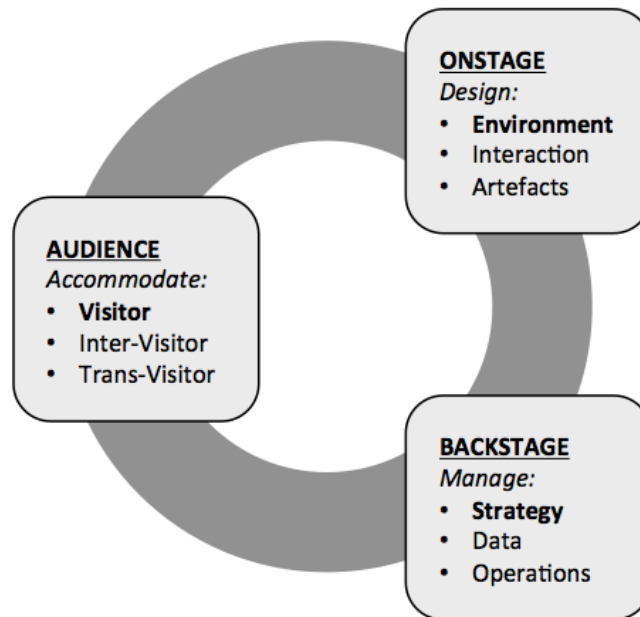 ONSTAGE
Design:
• Environment
• Interaction
• Artefacts
AUDIENCE
Accommodate:
• Visitor
• Inter-Visitor
• Trans-Visitor
BACKSTAGE
Manage:
• Strategy
• Data
• Operations